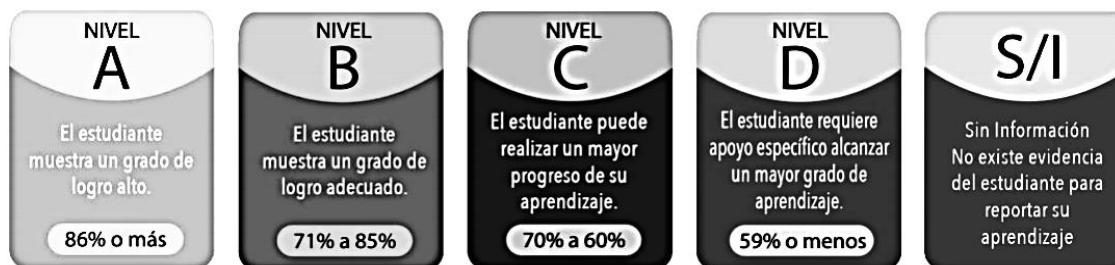 NIVEL
A
El estudiante
muestra un grado de
logro alto.
86% o más
NIVEL
B
El estudiante
muestra un grado de
logro adecuado.
71% a 85%
NIVEL
C
El estudiante puede
realizar un mayor
progreso de su
aprendizaje.
70% a 60%
NIVEL
D
El estudiante requiere
apoyo específico alcanzar
un mayor grado de
aprendizaje.
59% o menos
S/I
Sin Información
No existe evidencia
del estudiante para
reportar su
aprendizaje